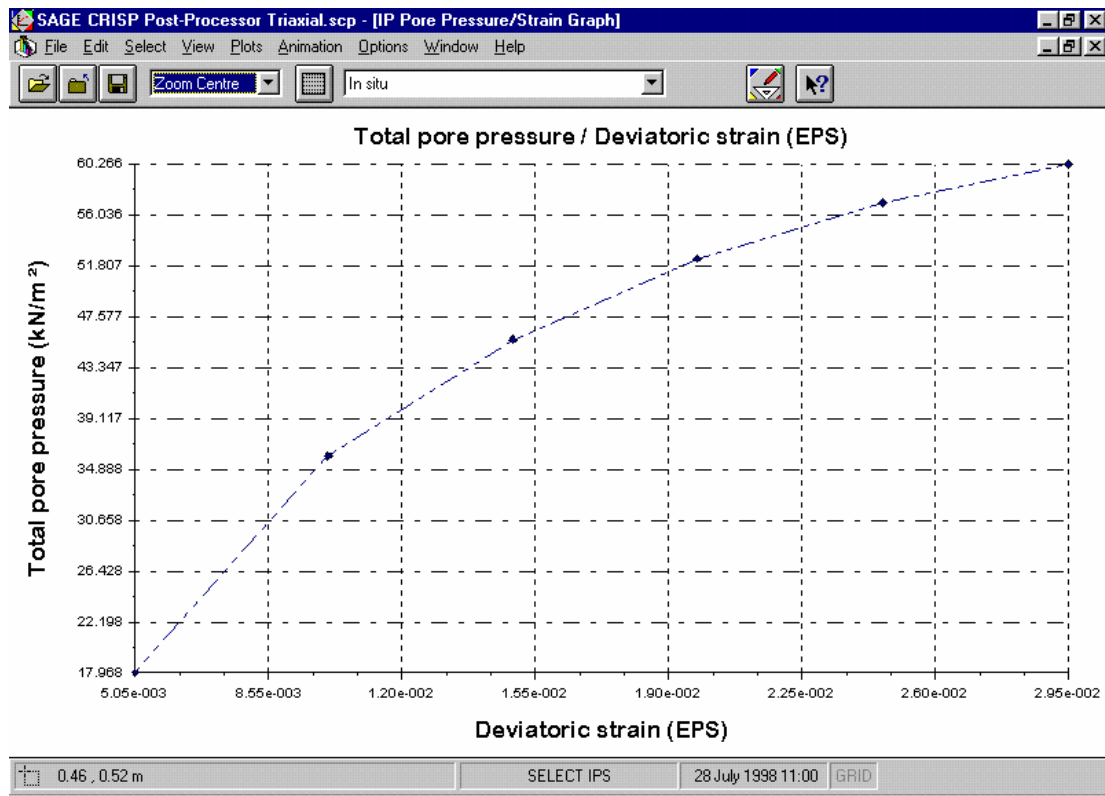 SAGE CRISP Post-Processor Triaxial.scp - [IP Pore Pressure/Strain Graph]
File Edit Select View Plots Animation Options Window Help
Zoom Centre In situ
Total pore pressure / Deviatoric strain (EPS)
60.266
56.036
51.807
47.577
43.347
39.117
34.888
30.658
26.428
22.198
17.968
Total pore pressure (kN/m²)
5.05e-003 8.55e-003 1.20e-002 1.55e-002 1.90e-002 2.25e-002 2.60e-002 2.95e-002
Deviatoric strain (EPS)
0.46 , 0.52 m SELECT IPS 28 July 1998 11:00 GRID